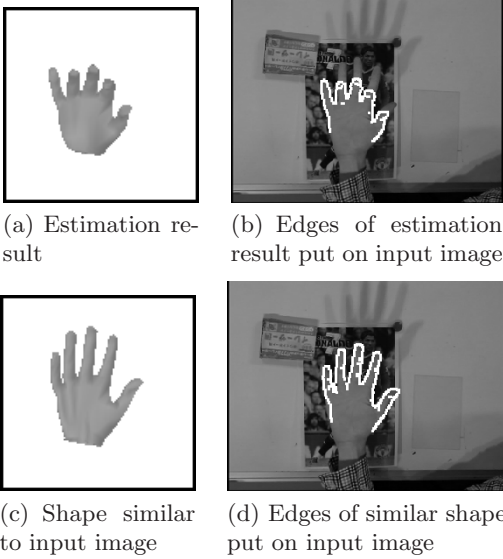 (a) Estimation re-
sult
(b) Edges of estimation
result put on input image
ONALDO
(c) Shape similar
to input image
(d) Edges of similar shape
put on input image